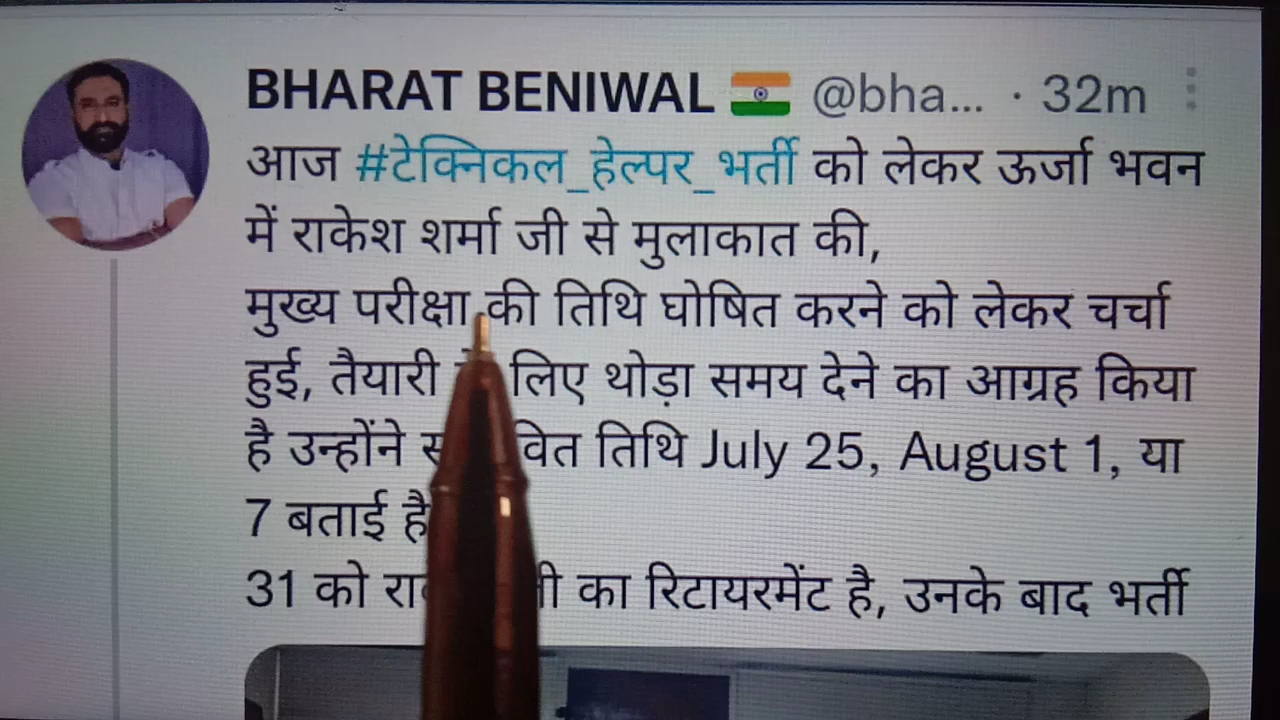 BHARAT BENIWAL @bha... · 32m
आज #टेक्निकल_हेल्पर_भर्ती को लेकर ऊर्जा भवन
में राकेश शर्मा जी से मुलाकात की,
मुख्य परीक्षा की तिथि घोषित करने को लेकर चर्चा
हुई, तैयारी लिए थोड़ा समय देने का आग्रह किया
है उन्होंने तिथि July 25, August 1, या
7 बताई है
31 को का रिटायरमेंट है, उनके बाद भर्ती